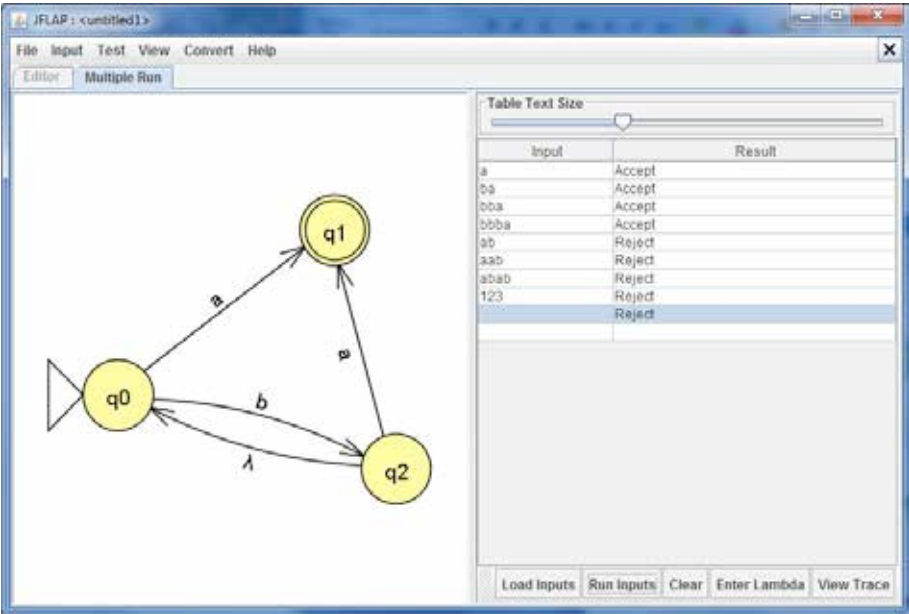 JFLAP : <untitled1>
File Input Test View Convert Help
Editor Multiple Run
Table Text Size
Input Result
a Accept
ba Accept
bba Accept
bbba Accept
ab Reject
aab Reject
abab Reject
123 Reject
Reject
q1
a
a
q0
b
λ
q2
Load Inputs Run Inputs Clear Enter Lambda View Trace